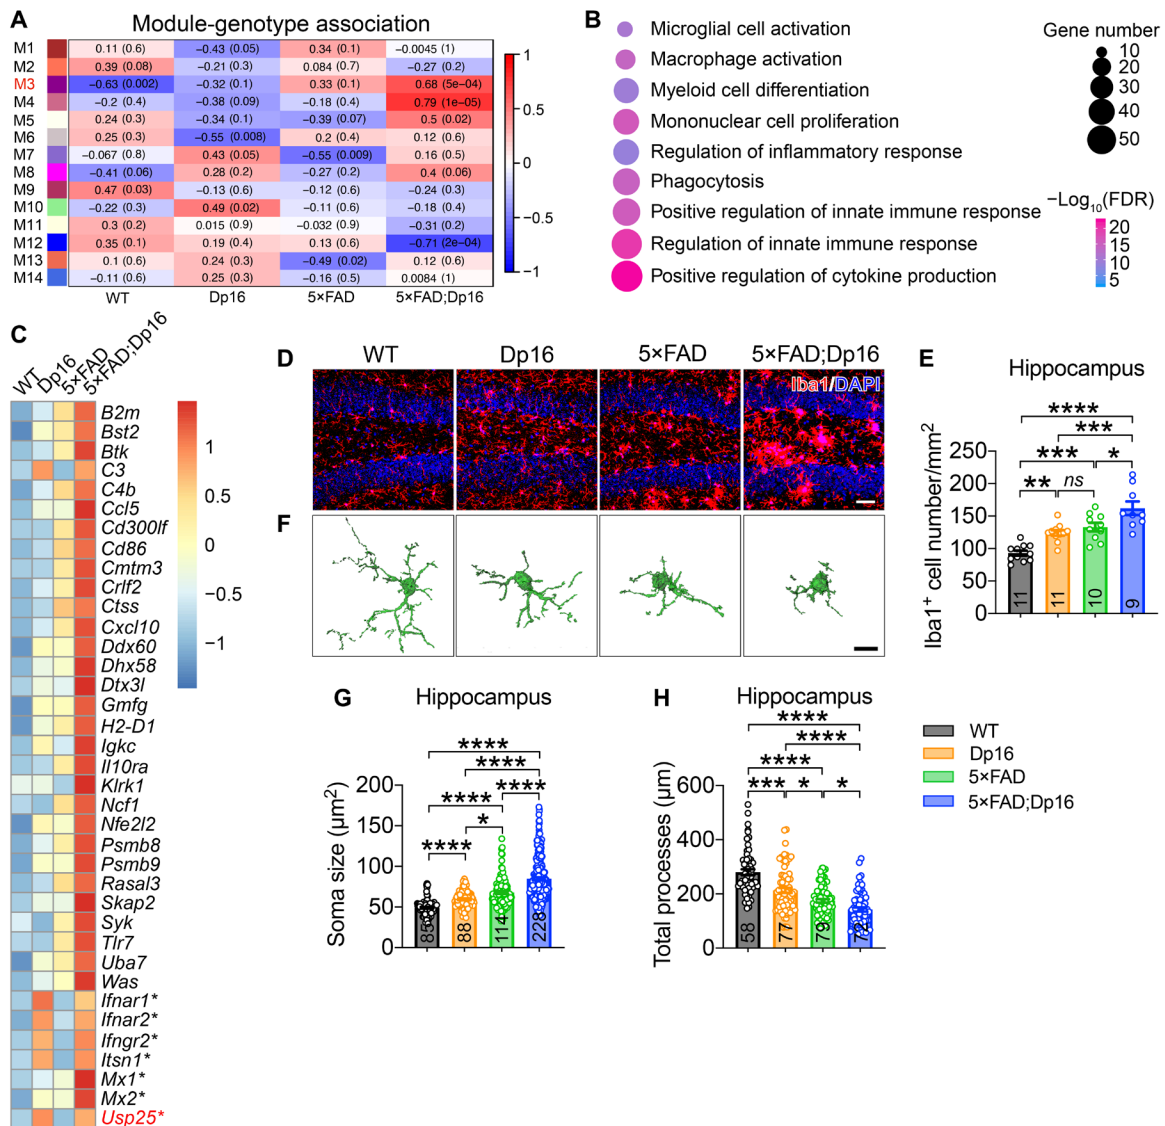 A
Module-genotype association
M1 0.11 (0.6) −0.43 (0.05) 0.34 (0.1) −0.0045 (1)
M2 0.39 (0.08) −0.21 (0.3) 0.084 (0.7) −0.27 (0.2)
M3 −0.63 (0.002) −0.32 (0.1) 0.33 (0.1) 0.68 (5e−04)
M4 −0.2 (0.4) −0.38 (0.09) −0.18 (0.4) 0.79 (1e−05)
M5 0.24 (0.3) −0.34 (0.1) −0.39 (0.07) 0.5 (0.02)
M6 0.25 (0.3) −0.55 (0.008) 0.2 (0.4) 0.12 (0.6)
M7 −0.067 (0.8) 0.43 (0.05) −0.55 (0.009) 0.16 (0.5)
M8 −0.41 (0.06) 0.28 (0.2) −0.27 (0.2) 0.4 (0.06)
M9 0.47 (0.03) −0.13 (0.6) −0.12 (0.6) −0.24 (0.3)
M10 −0.22 (0.3) 0.49 (0.02) −0.11 (0.6) −0.18 (0.4)
M11 0.3 (0.2) 0.015 (0.9) −0.032 (0.9) −0.31 (0.2)
M12 0.35 (0.1) 0.19 (0.4) 0.13 (0.6) −0.71 (2e−04)
M13 0.1 (0.6) 0.24 (0.3) −0.49 (0.02) 0.12 (0.6)
M14 −0.11 (0.6) 0.25 (0.3) −0.16 (0.5) 0.0084 (1)
WT Dp16 5×FAD 5×FAD;Dp16
1
0.5
0
−0.5
−1
B
Microglial cell activation
Macrophage activation
Myeloid cell differentiation
Mononuclear cell proliferation
Regulation of inflammatory response
Phagocytosis
Positive regulation of innate immune response
Regulation of innate immune response
Positive regulation of cytokine production
Gene number
10
20
30
40
50
−Log10(FDR)
20
15
10
5
C
WT
Dp16
5×FAD
5×FAD;Dp16
B2m
Bst2
Btk
C3
C4b
Ccl5
Cd300lf
Cd86
Cmtm3
Crlf2
Ctss
Cxcl10
Ddx60
Dhx58
Dtx3l
Gmfg
H2-D1
Igkc
Il10ra
Klrk1
Ncf1
Nfe2l2
Psmb8
Psmb9
Rasal3
Skap2
Syk
Tlr7
Uba7
Was
Ifnar1*
Ifnar2*
Ifngr2*
Itsn1*
Mx1*
Mx2*
Usp25*
1
0.5
0
−0.5
−1
D
WT Dp16 5×FAD 5×FAD;Dp16
Iba1/DAPI
E
Hippocampus
Iba1+ cell number/mm2
250
200
150
100
50
0
****
***
*** *
** ns
11 11 10 9
F
G
Hippocampus
Soma size (μm2)
200
150
100
50
0
****
****
**** ****
*
****
85 88 114 228
H
Hippocampus
Total processes (μm)
600
400
200
0
****
****
****
*** * *
58 77 79
WT
Dp16
5×FAD
5×FAD;Dp16